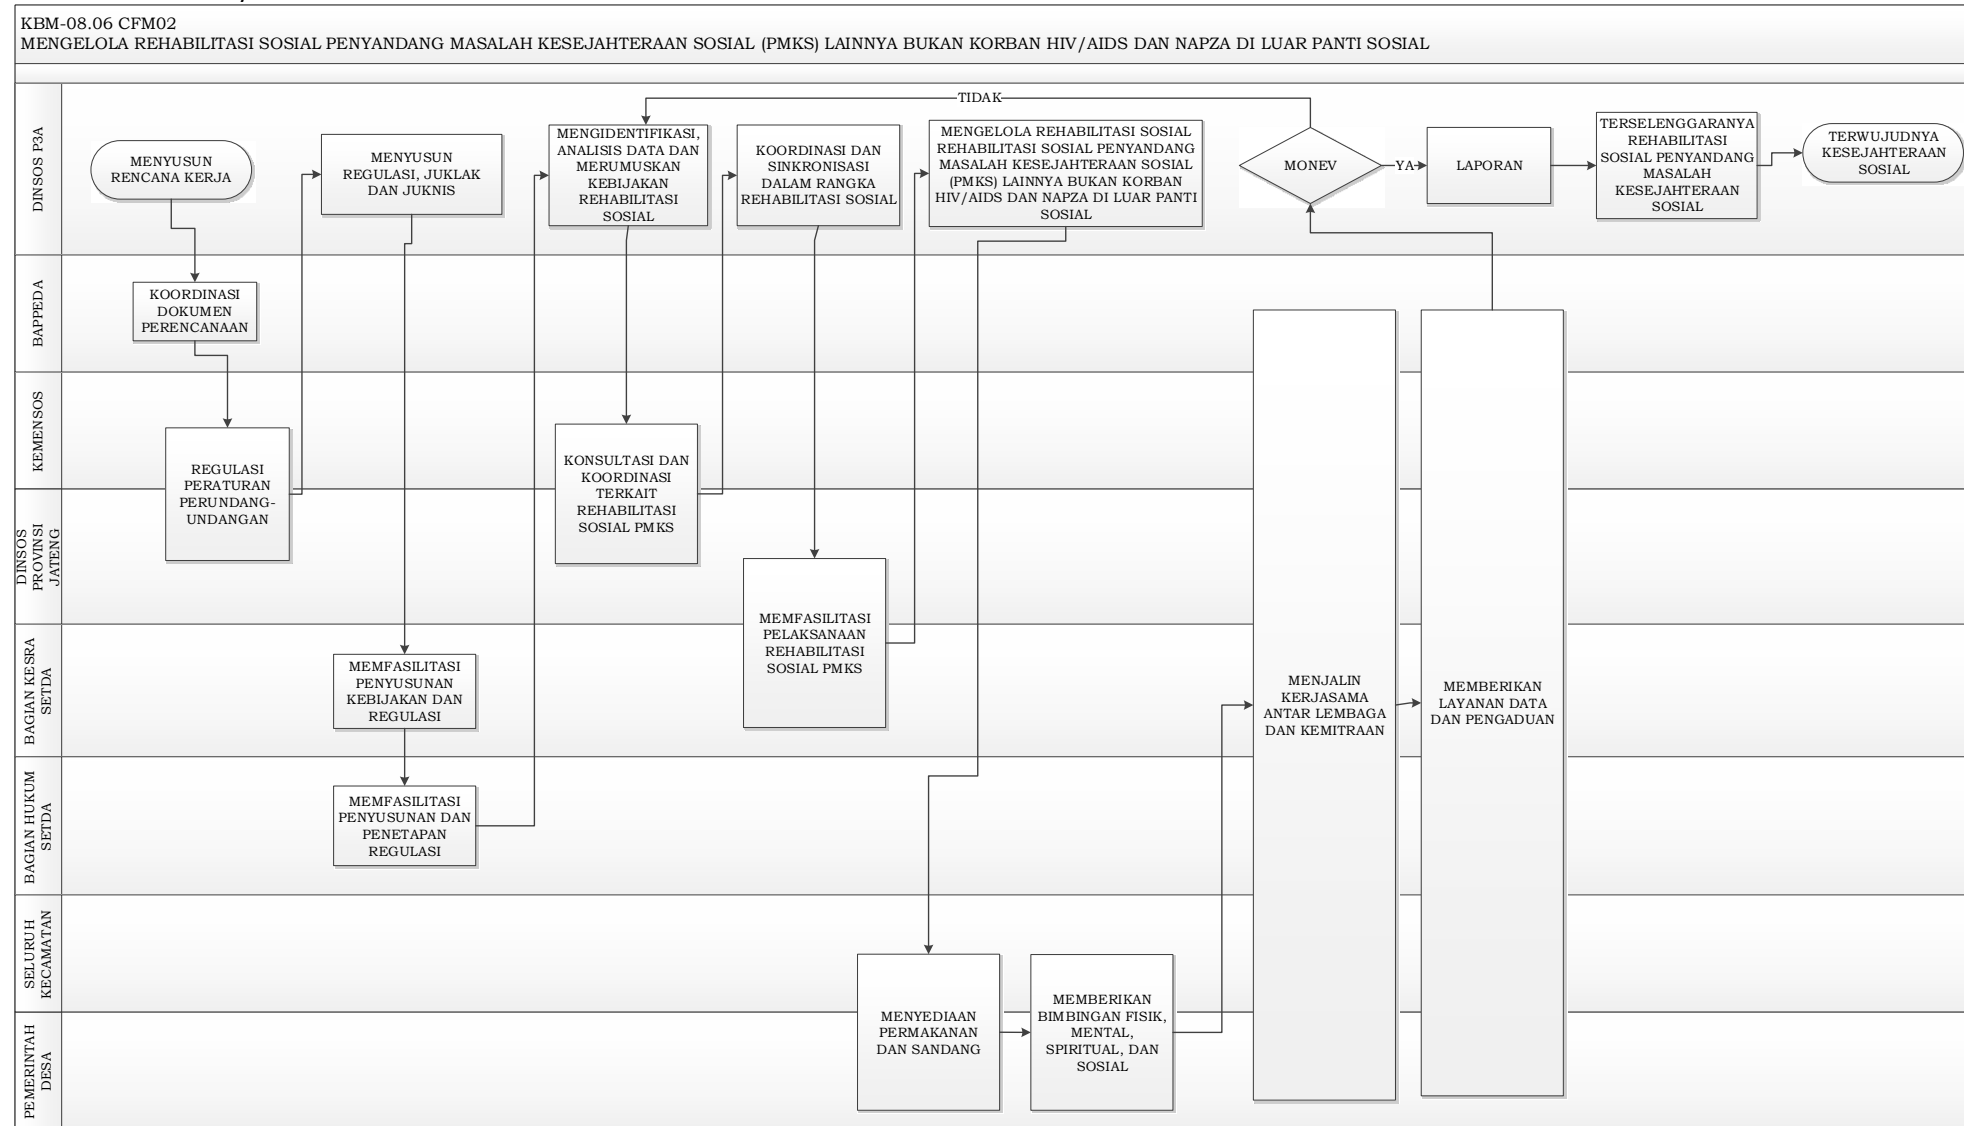 KBM-08.06 CFM02
MENGELOLA REHABILITASI SOSIAL PENYANDANG MASALAH KESEJAHTERAAN SOSIAL (PMKS) LAINNYA BUKAN KORBAN HIV/AIDS DAN NAPZA DI LUAR PANTI SOSIAL
DINSOS P3A
MENYUSUN
RENCANA KERJA
MENYUSUN
REGULASI, JUKLAK
DAN JUKNIS
MENGIDENTIFIKASI,
ANALISIS DATA DAN
MERUMUSKAN
KEBIJAKAN
REHABILITASI
SOSIAL
KOORDINASI DAN
SINKRONISASI
DALAM RANGKA
REHABILITASI SOSIAL
MENGELOLA REHABILITASI SOSIAL
REHABILITASI SOSIAL PENYANDANG
MASALAH KESEJAHTERAAN SOSIAL
(PMKS) LAINNYA BUKAN KORBAN
HIV/AIDS DAN NAPZA DI LUAR PANTI
SOSIAL
TIDAK
MONEV
YA
LAPORAN
TERSELENGGARANYA
REHABILITASI
SOSIAL PENYANDANG
MASALAH
KESEJAHTERAAN
SOSIAL
TERWUJUDNYA
KESEJAHTERAAN
SOSIAL
BAPPEDA
KOORDINASI
DOKUMEN
PERENCANAAN
KEMENSOS
REGULASI
PERATURAN
PERUNDANG-
UNDANGAN
KONSULTASI DAN
KOORDINASI
TERKAIT
REHABILITASI
SOSIAL PMKS
DINSOS
PROVINSI
JATENG
MEMFASILITASI
PELAKSANAAN
REHABILITASI
SOSIAL PMKS
BAGIAN KESRA
SETDA
MEMFASILITASI
PENYUSUNAN
KEBIJAKAN DAN
REGULASI
MENJALIN
KERJASAMA
ANTAR LEMBAGA
DAN KEMITRAAN
MEMBERIKAN
LAYANAN DATA
DAN PENGADUAN
BAGIAN HUKUM
SETDA
MEMFASILITASI
PENYUSUNAN DAN
PENETAPAN
REGULASI
SELURUH
KECAMATAN
PEMERINTAH
DESA
MENYEDIAAN
PERMAKANAN
DAN SANDANG
MEMBERIKAN
BIMBINGAN FISIK,
MENTAL,
SPIRITUAL, DAN
SOSIAL